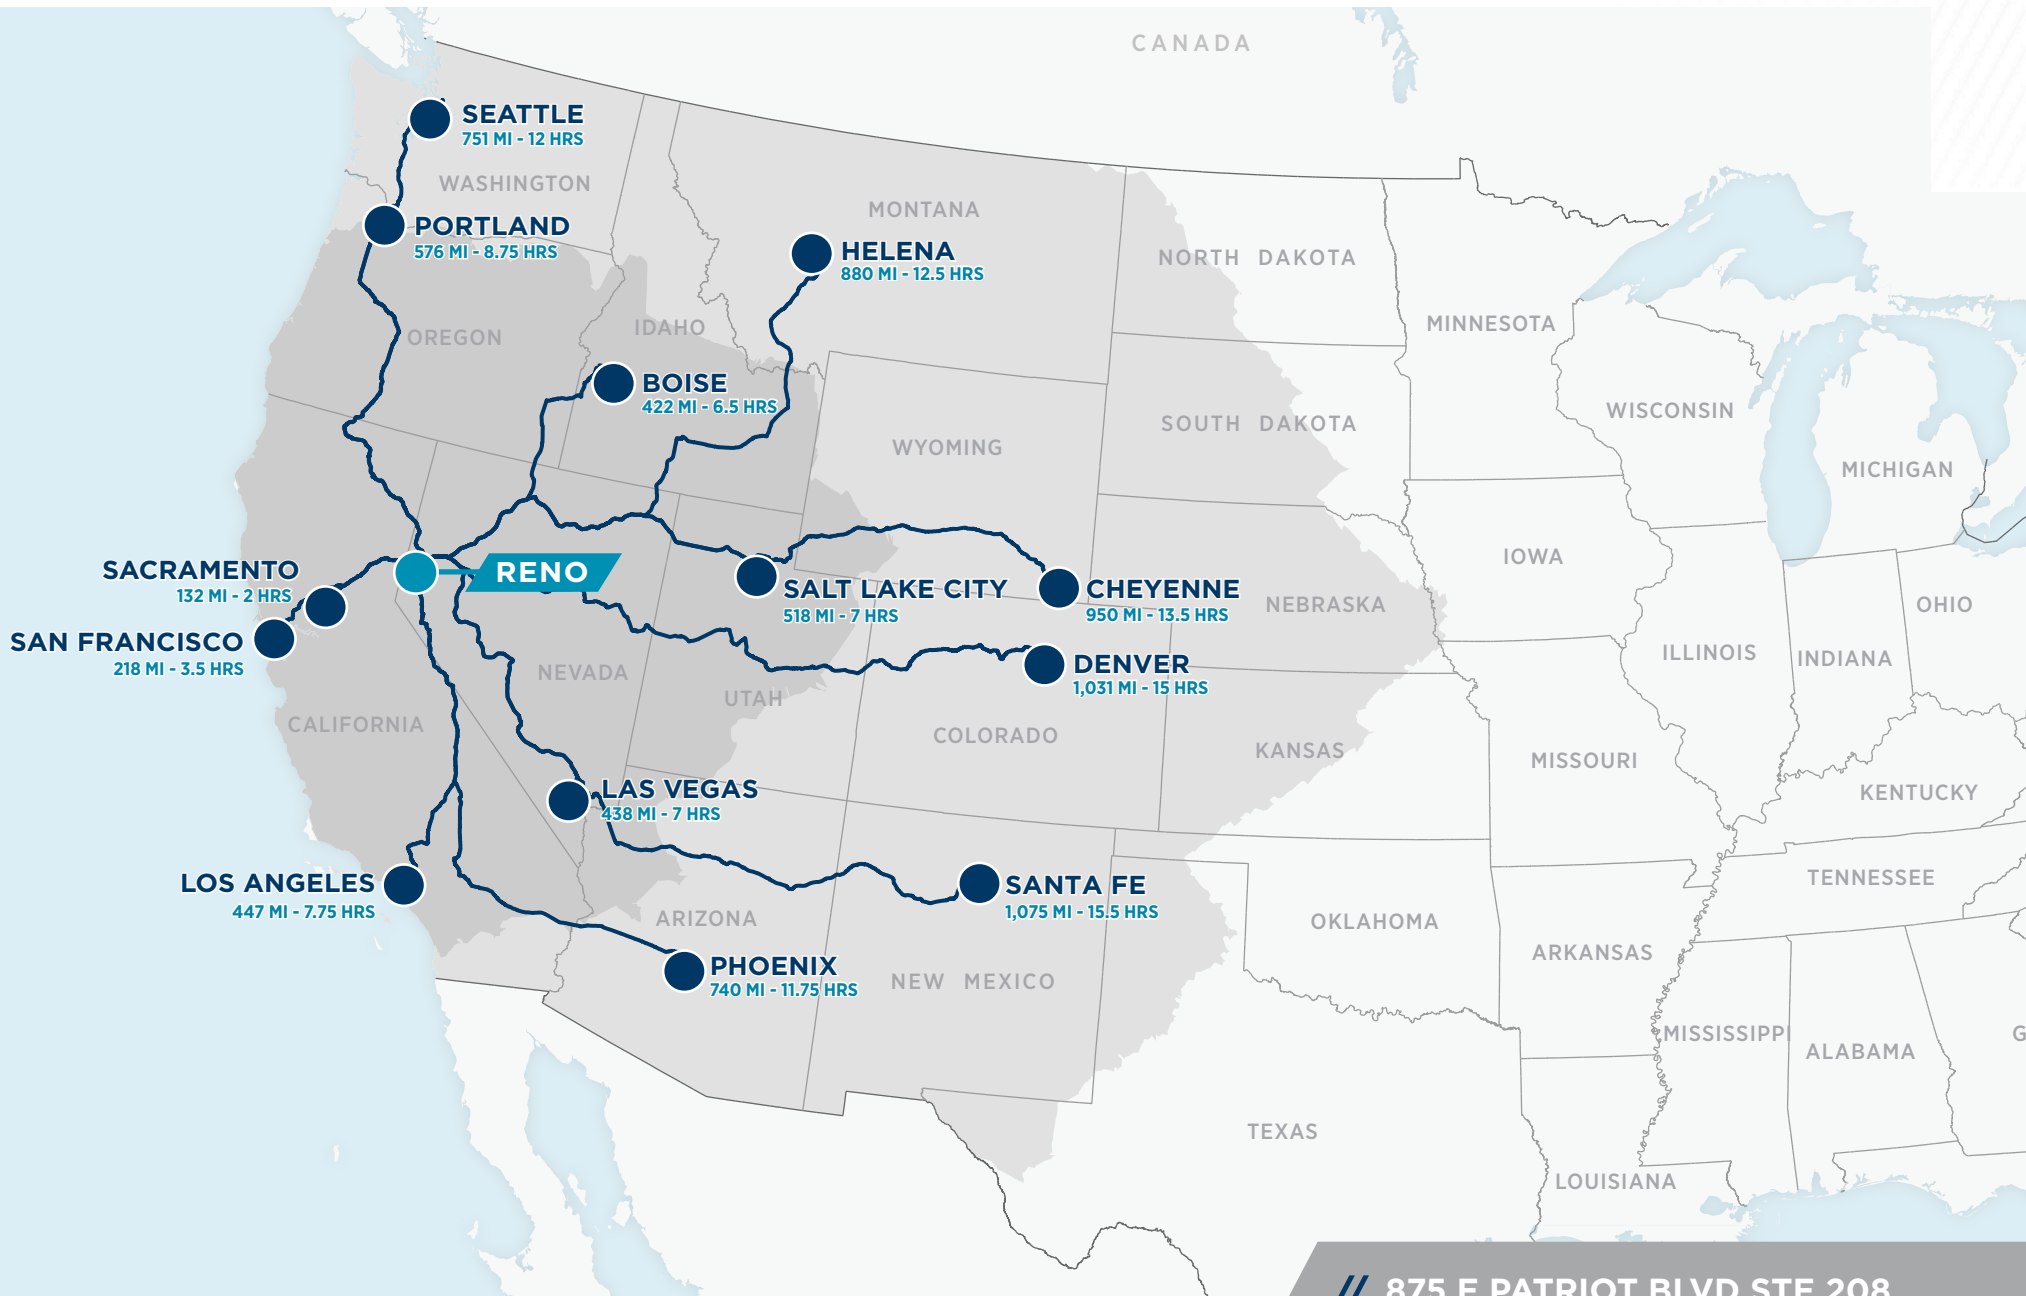 CANADA
SEATTLE
751 MI - 12 HRS
WASHINGTON
MONTANA
PORTLAND
576 MI - 8.75 HRS
HELENA
880 MI - 12.5 HRS
NORTH DAKOTA
MINNESOTA
OREGON
IDAHO
BOISE
422 MI - 6.5 HRS
WISCONSIN
SOUTH DAKOTA
WYOMING
MICHIGAN
IOWA
SACRAMENTO
132 MI - 2 HRS
RENO
SALT LAKE CITY
518 MI - 7 HRS
CHEYENNE
950 MI - 13.5 HRS
NEBRASKA
OHIO
SAN FRANCISCO
218 MI - 3.5 HRS
ILLINOIS
INDIANA
DENVER
1,031 MI - 15 HRS
NEVADA
UTAH
CALIFORNIA
COLORADO
KANSAS
MISSOURI
LAS VEGAS
438 MI - 7 HRS
KENTUCKY
LOS ANGELES
447 MI - 7.75 HRS
SANTA FE
1,075 MI - 15.5 HRS
TENNESSEE
ARIZONA
OKLAHOMA
ARKANSAS
PHOENIX
740 MI - 11.75 HRS
NEW MEXICO
MISSISSIPPI
ALABAMA
G
TEXAS
LOUISIANA
// 875 E PATRIOT BLVD STE 208